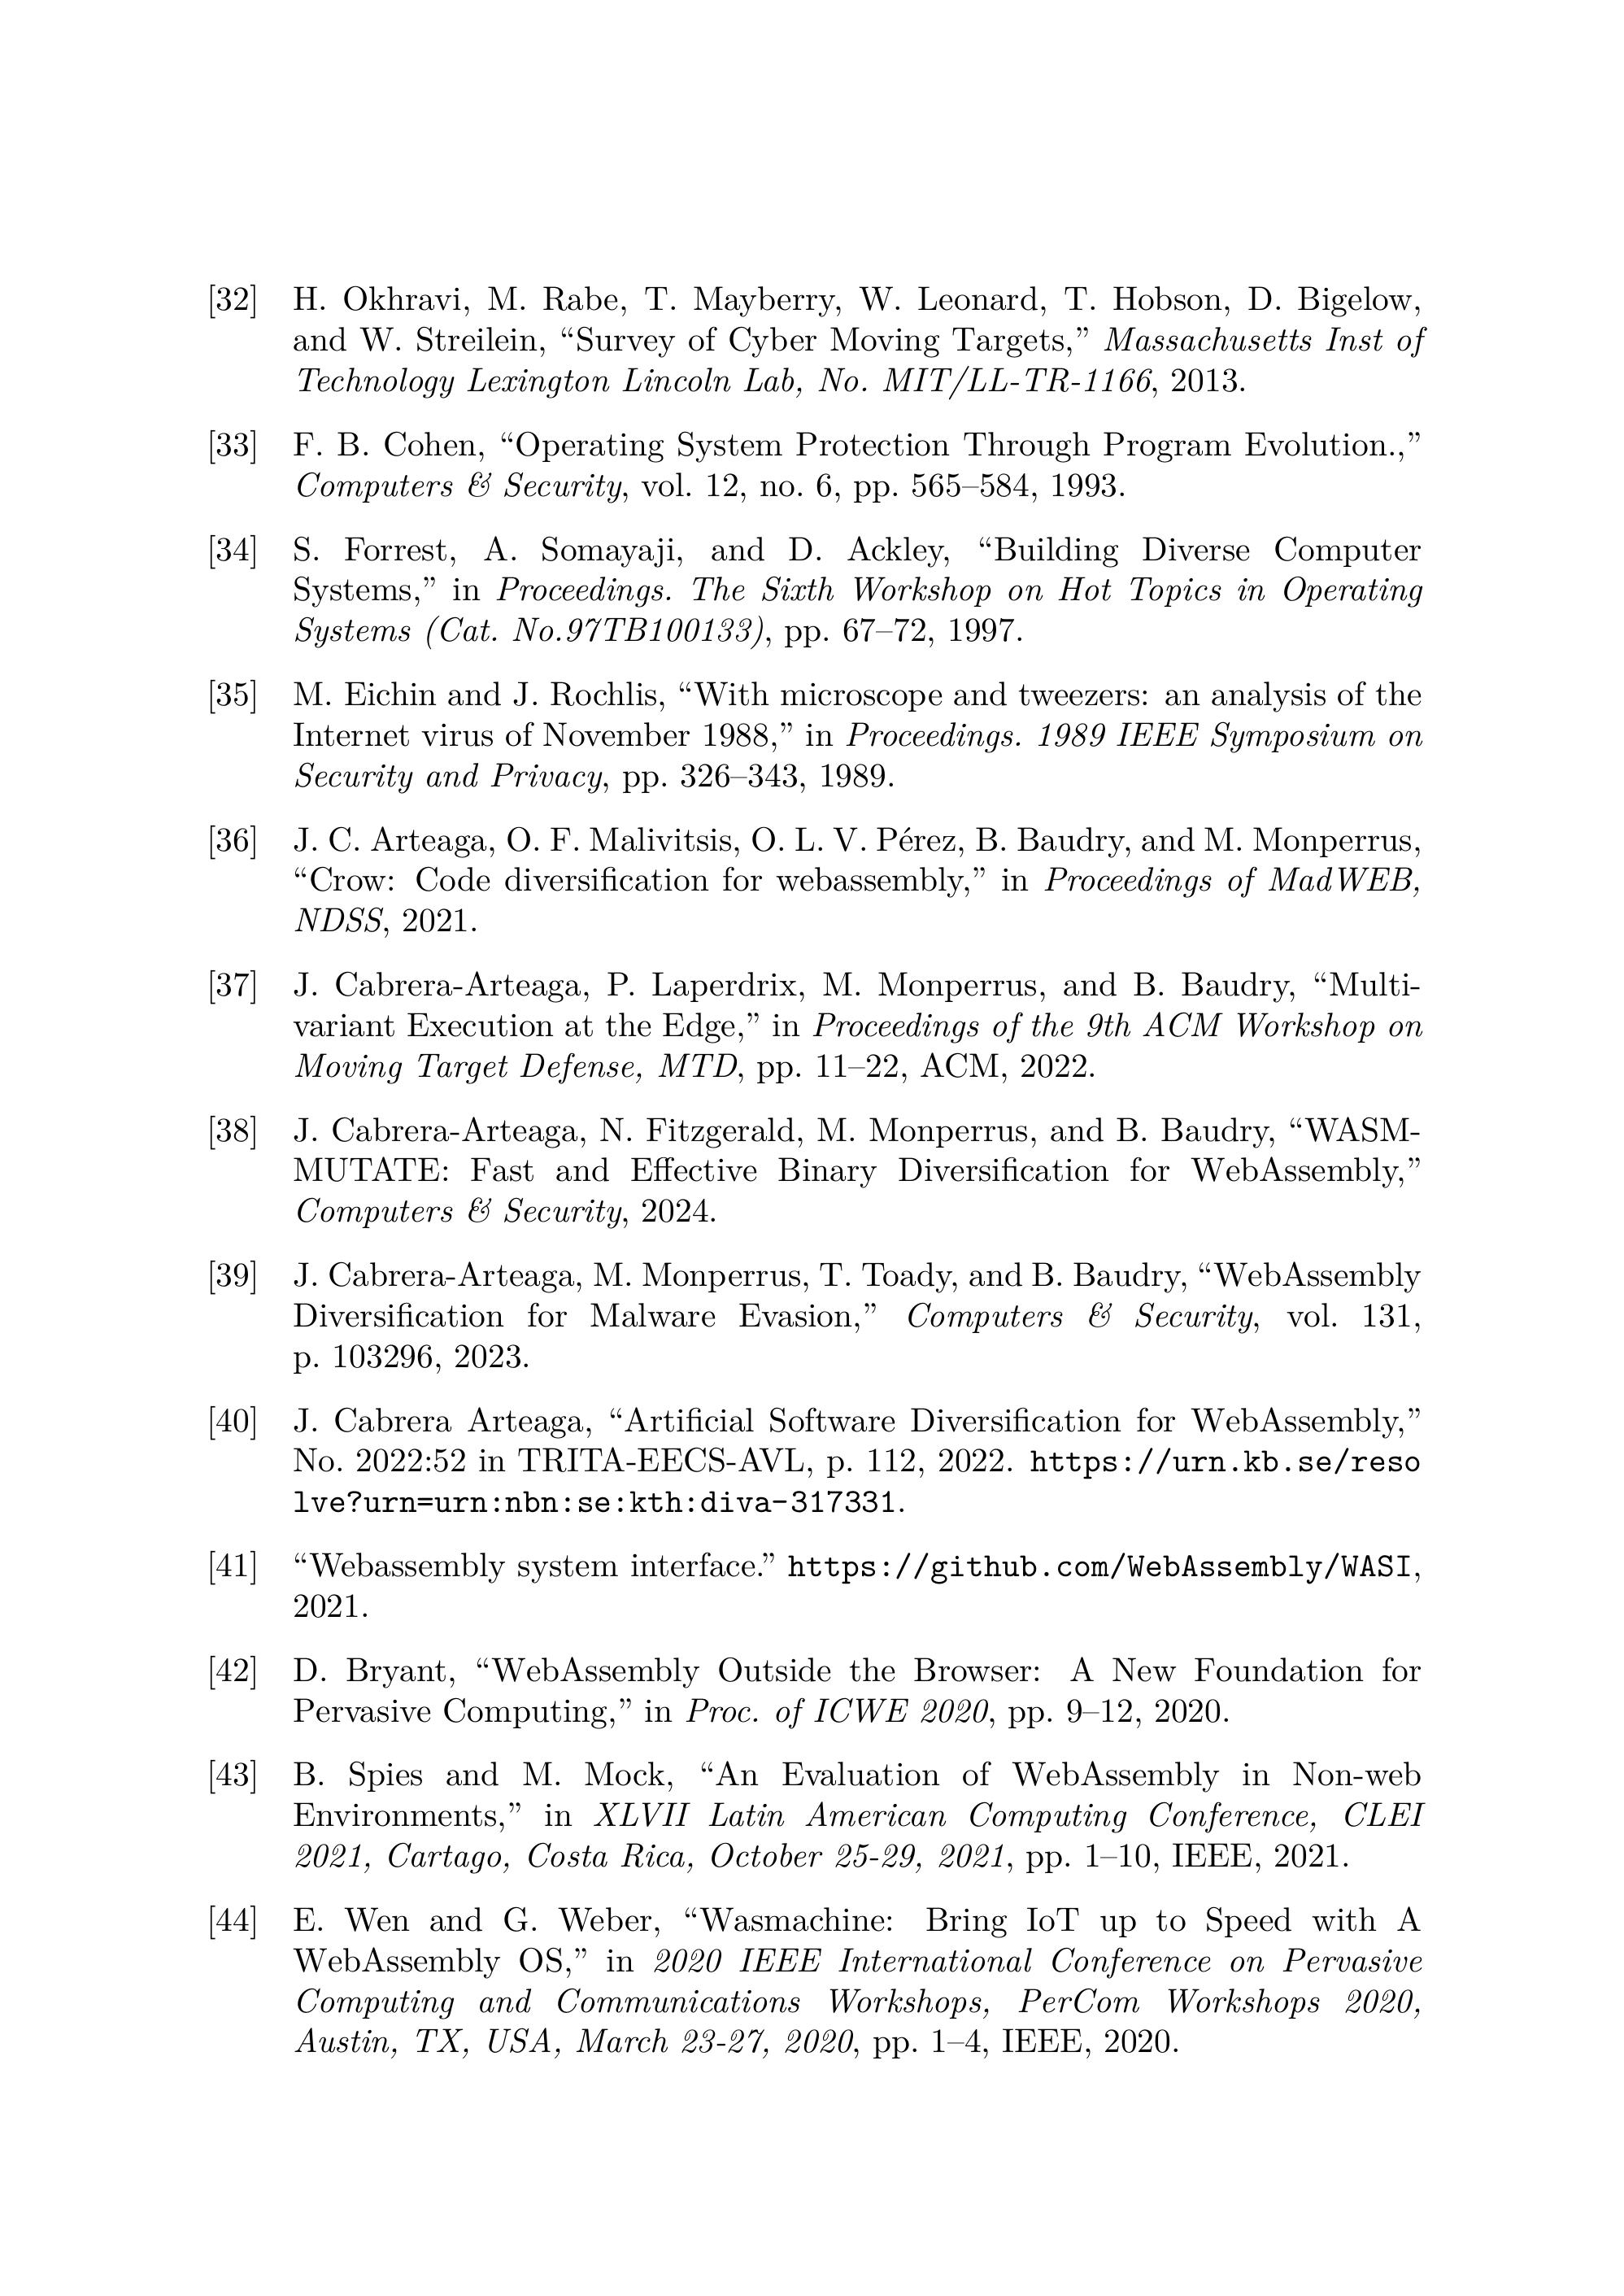 [32] H. Okhravi, M. Rabe, T. Mayberry, W. Leonard, T. Hobson, D. Bigelow,
and W. Streilein, “Survey of Cyber Moving Targets,” Massachusetts Inst of
Technology Lexington Lincoln Lab, No. MIT/LL-TR-1166, 2013.
[33] F. B. Cohen, “Operating System Protection Through Program Evolution.,”
Computers & Security, vol. 12, no. 6, pp. 565–584, 1993.
[34] S. Forrest, A. Somayaji, and D. Ackley, “Building Diverse Computer
Systems,” in Proceedings. The Sixth Workshop on Hot Topics in Operating
Systems (Cat. No.97TB100133), pp. 67–72, 1997.
[35] M. Eichin and J. Rochlis, “With microscope and tweezers: an analysis of the
Internet virus of November 1988,” in Proceedings. 1989 IEEE Symposium on
Security and Privacy, pp. 326–343, 1989.
[36] J. C. Arteaga, O. F. Malivitsis, O. L. V. Pérez, B. Baudry, and M. Monperrus,
“Crow: Code diversification for webassembly,” in Proceedings of MadWEB,
NDSS, 2021.
[37] J. Cabrera-Arteaga, P. Laperdrix, M. Monperrus, and B. Baudry, “Multi-
variant Execution at the Edge,” in Proceedings of the 9th ACM Workshop on
Moving Target Defense, MTD, pp. 11–22, ACM, 2022.
[38] J. Cabrera-Arteaga, N. Fitzgerald, M. Monperrus, and B. Baudry, “WASM-
MUTATE: Fast and Effective Binary Diversification for WebAssembly,”
Computers & Security, 2024.
[39] J. Cabrera-Arteaga, M. Monperrus, T. Toady, and B. Baudry, “WebAssembly
Diversification for Malware Evasion,” Computers & Security, vol. 131,
p. 103296, 2023.
[40] J. Cabrera Arteaga, “Artificial Software Diversification for WebAssembly,”
No. 2022:52 in TRITA-EECS-AVL, p. 112, 2022. https://urn.kb.se/reso
lve?urn=urn:nbn:se:kth:diva-317331.
[41] “Webassembly system interface.” https://github.com/WebAssembly/WASI,
2021.
[42] D. Bryant, “WebAssembly Outside the Browser: A New Foundation for
Pervasive Computing,” in Proc. of ICWE 2020, pp. 9–12, 2020.
[43] B. Spies and M. Mock, “An Evaluation of WebAssembly in Non-web
Environments,” in XLVII Latin American Computing Conference, CLEI
2021, Cartago, Costa Rica, October 25-29, 2021, pp. 1–10, IEEE, 2021.
[44] E. Wen and G. Weber, “Wasmachine: Bring IoT up to Speed with A
WebAssembly OS,” in 2020 IEEE International Conference on Pervasive
Computing and Communications Workshops, PerCom Workshops 2020,
Austin, TX, USA, March 23-27, 2020, pp. 1–4, IEEE, 2020.